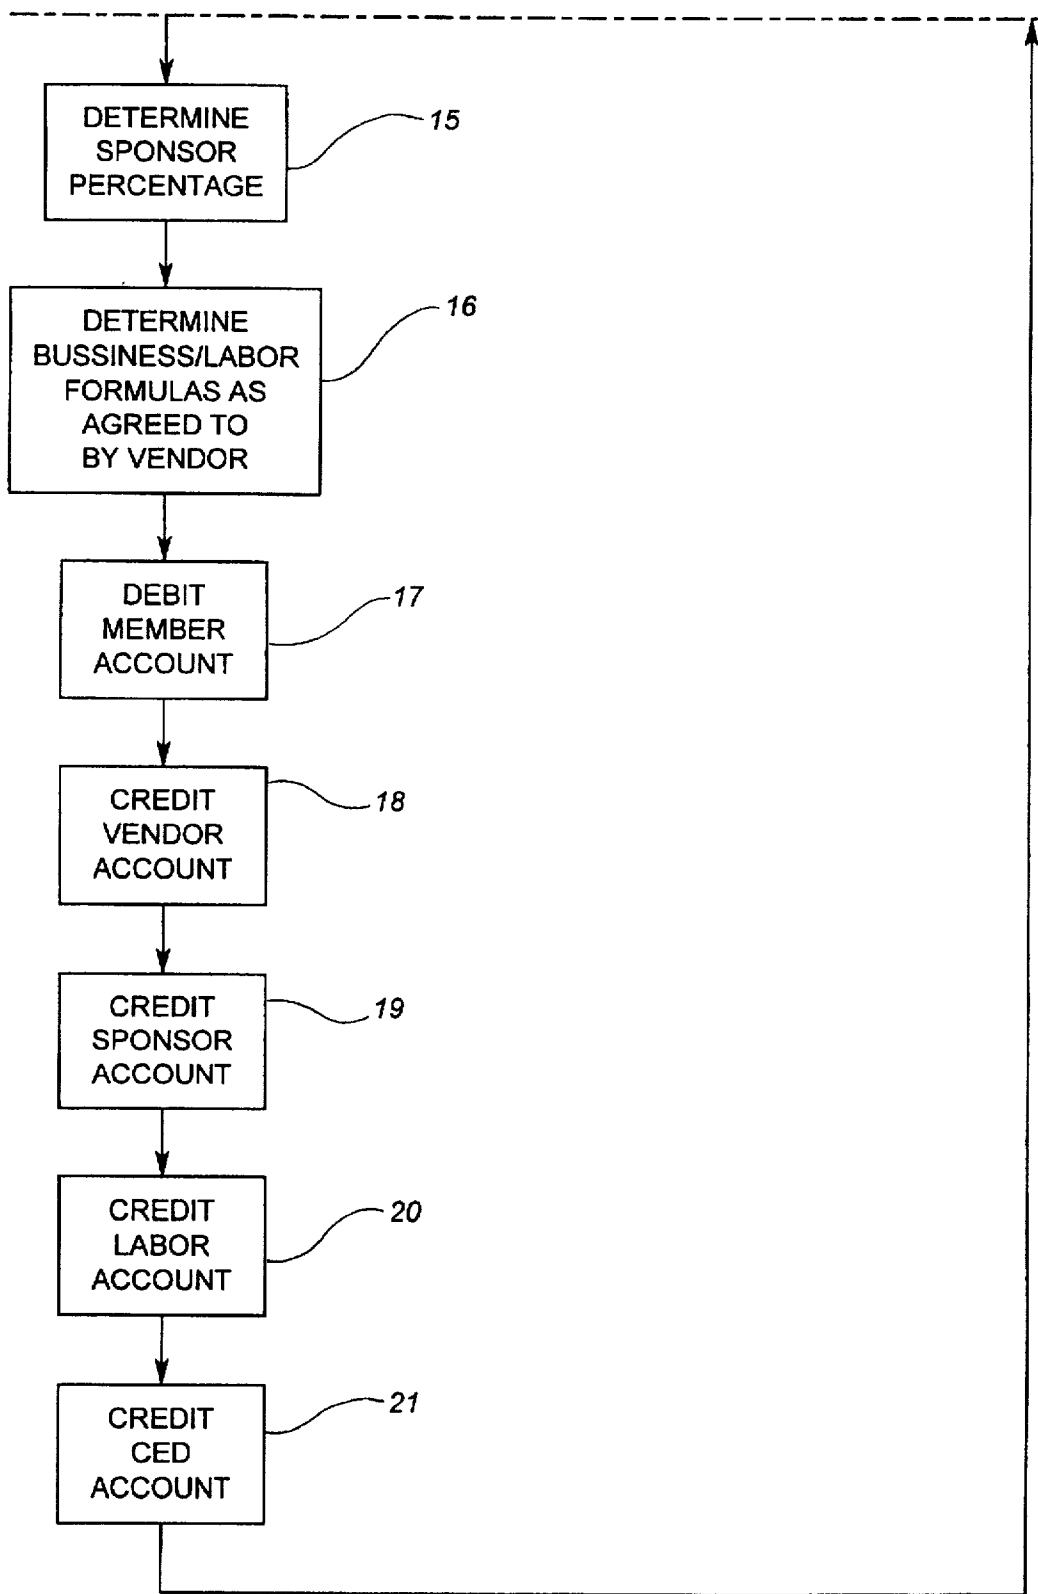 DETERMINE
SPONSOR
PERCENTAGE
15
DETERMINE
BUSSINESS/LABOR
FORMULAS AS
AGREED TO
BY VENDOR
16
DEBIT
MEMBER
ACCOUNT
17
CREDIT
VENDOR
ACCOUNT
18
CREDIT
SPONSOR
ACCOUNT
19
CREDIT
LABOR
ACCOUNT
20
CREDIT
CED
ACCOUNT
21